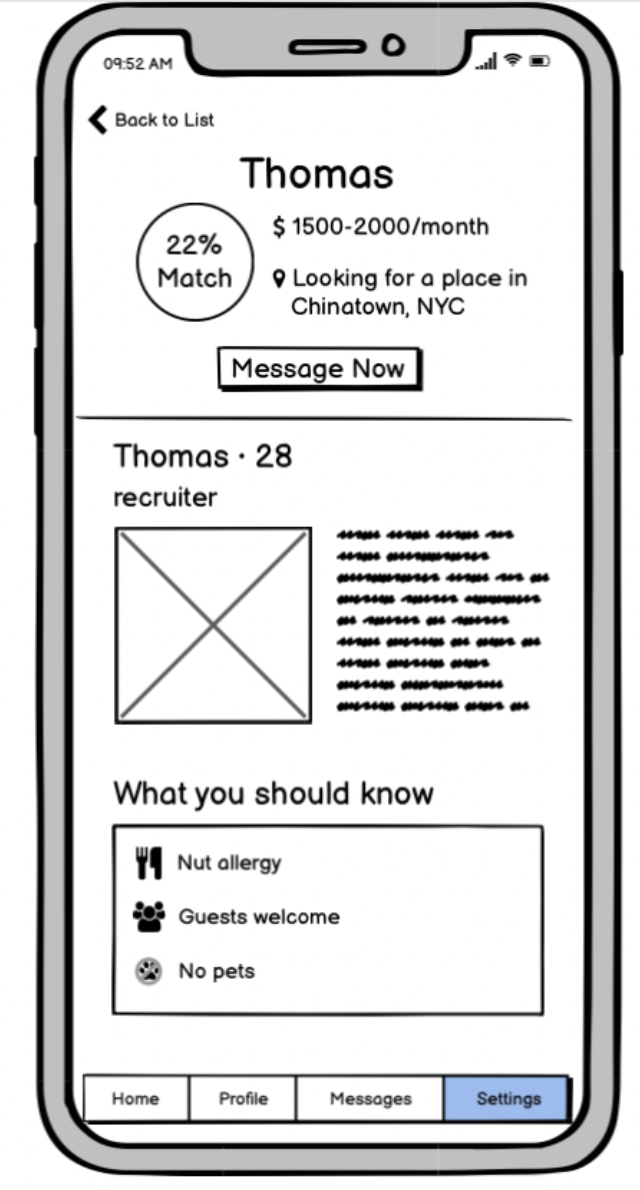 09:52 AM
Back to List
Thomas
22%
Match
$ 1500-2000/month
Looking for a place in
Chinatown, NYC
Message Now
Thomas · 28
recruiter
What you should know
Nut allergy
Guests welcome
No pets
Home Profile Messages Settings